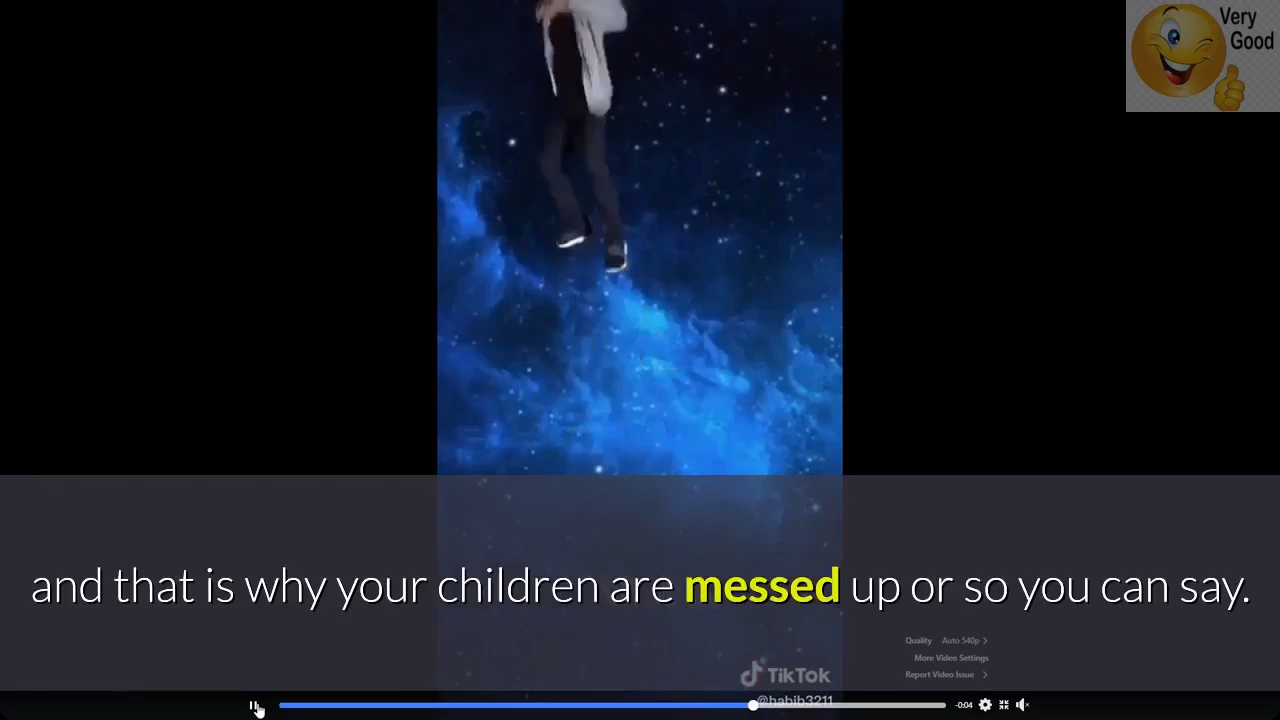 Very
Good
and that is why your children are messed up or so you can say.
Quality Auto 540p
More Video Settings
Report Video Issue
TikTok
@habib3211
-0:04